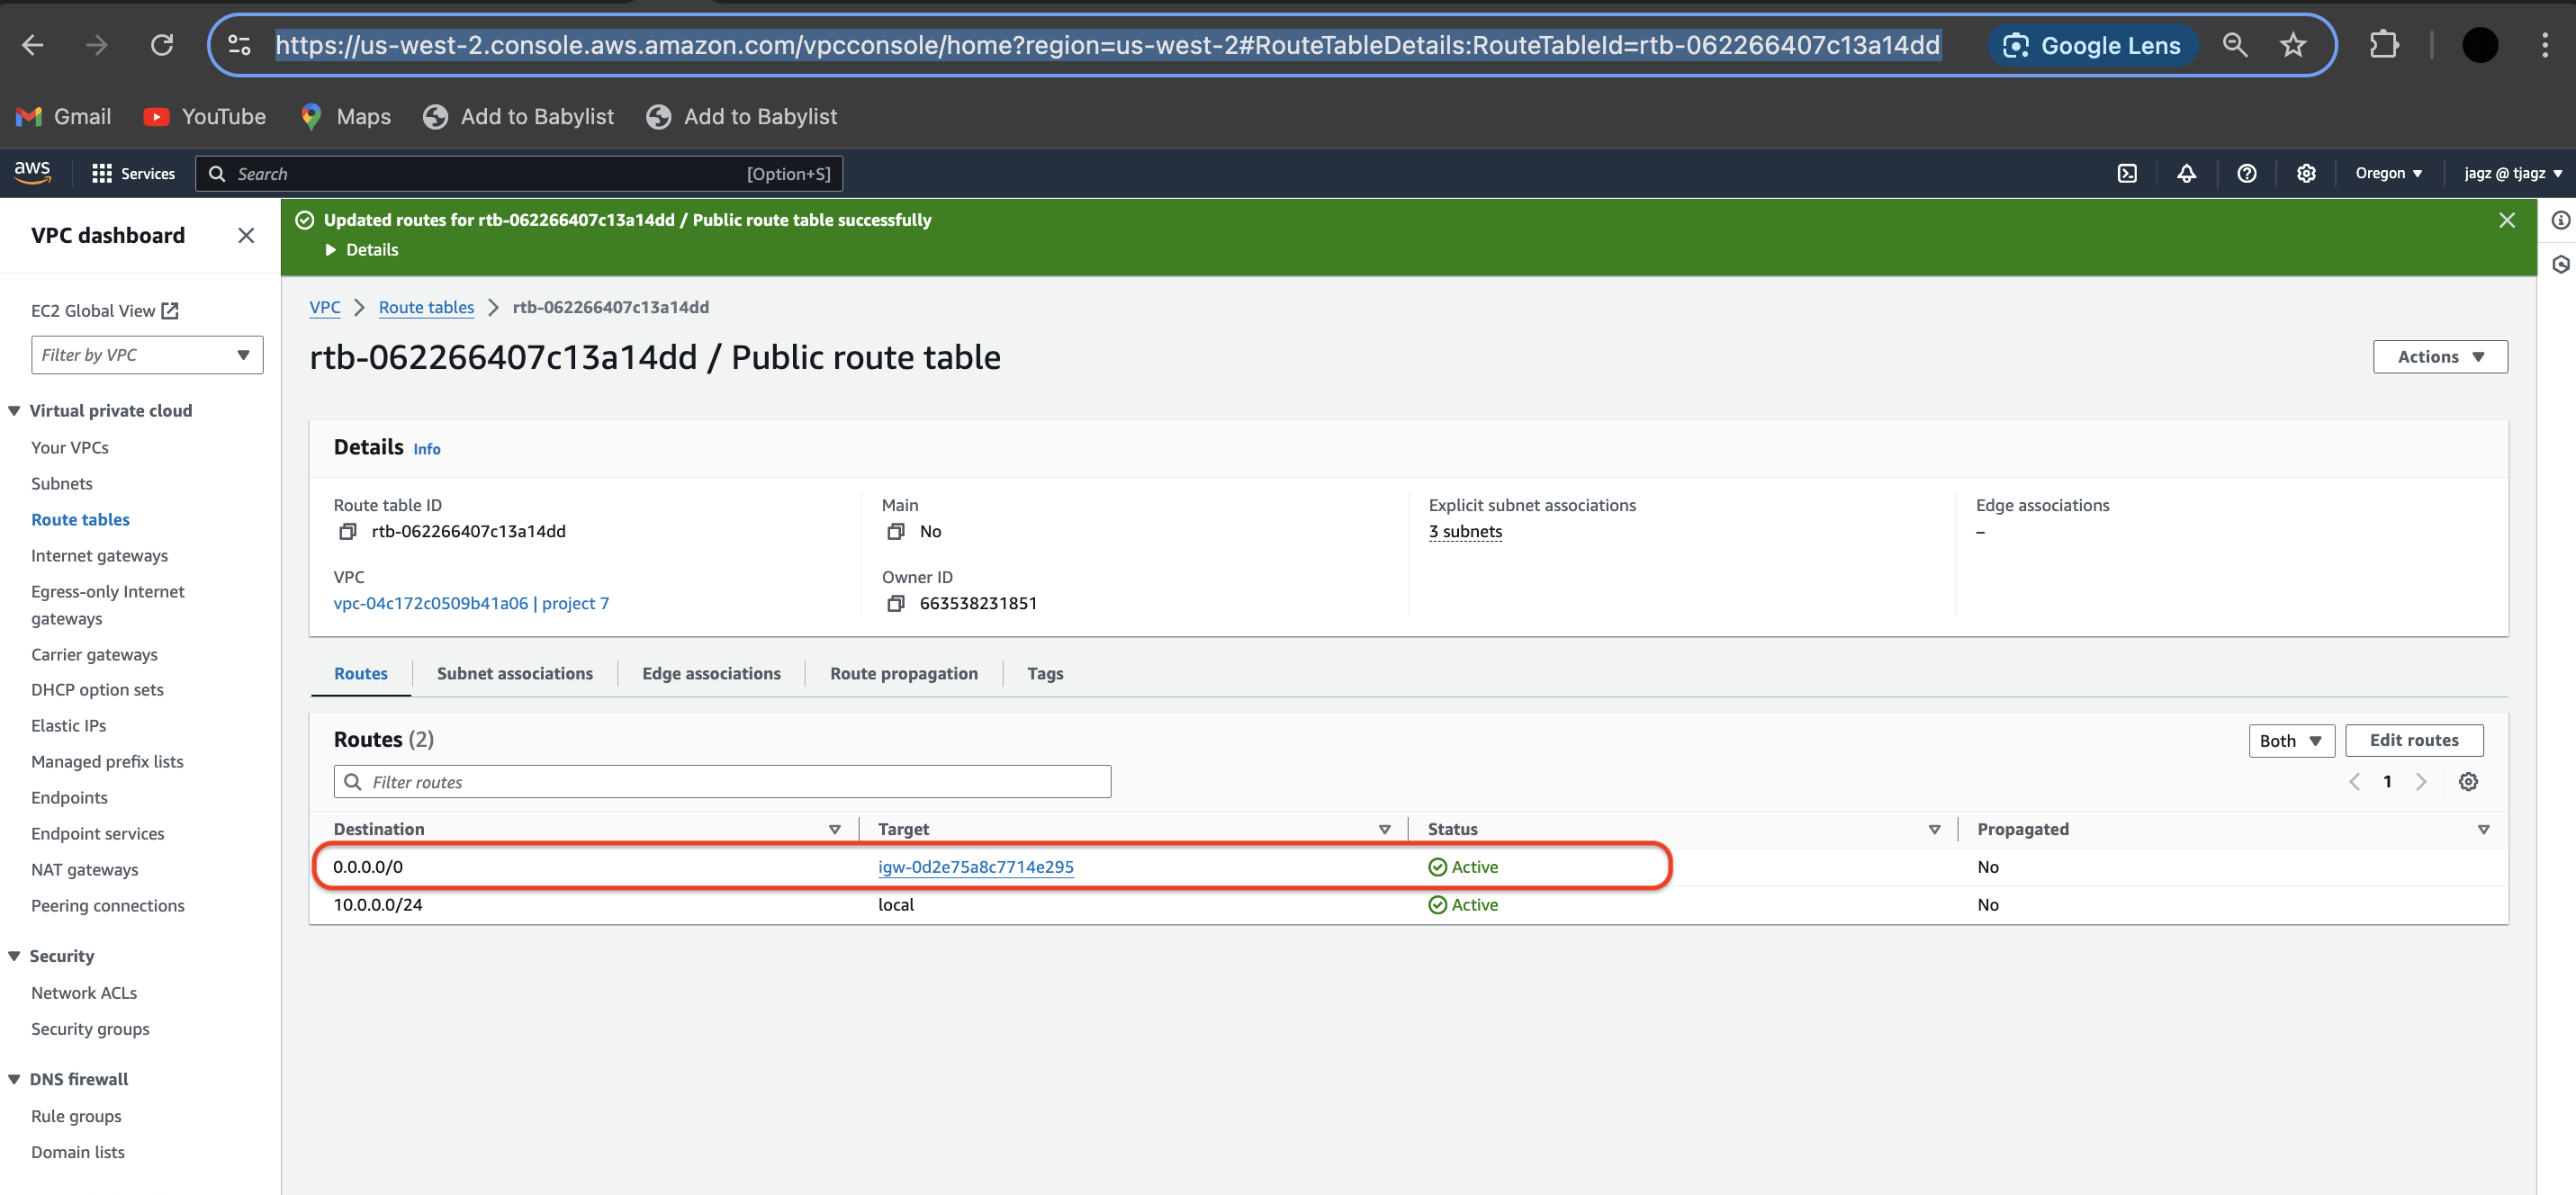 https://us-west-2.console.aws.amazon.com/vpcconsole/home?region=us-west-2#RouteTableDetails:RouteTableId=rtb-062266407c13a14dd
Google Lens
Gmail
YouTube
Maps
Add to Babylist
Add to Babylist
aws
Services
Search
[Option+S]
Oregon
jagz @ tjagz
VPC dashboard
EC2 Global View
Filter by VPC
Virtual private cloud
Your VPCs
Subnets
Route tables
Internet gateways
Egress-only Internet
gateways
Carrier gateways
DHCP option sets
Elastic IPs
Managed prefix lists
Endpoints
Endpoint services
NAT gateways
Peering connections
Security
Network ACLs
Security groups
DNS firewall
Rule groups
Domain lists
Updated routes for rtb-062266407c13a14dd / Public route table successfully
Details
VPC
Route tables
rtb-062266407c13a14dd
rtb-062266407c13a14dd / Public route table
Actions
Details Info
Route table ID
rtb-062266407c13a14dd
Main
No
Explicit subnet associations
3 subnets
Edge associations
–
VPC
vpc-04c172c0509b41a06 | project 7
Owner ID
663538231851
Routes
Subnet associations
Edge associations
Route propagation
Tags
Routes (2)
Both
Edit routes
Filter routes
1
Destination Target Status Propagated
0.0.0.0/0 igw-0d2e75a8c7714e295 Active No
10.0.0.0/24 local Active No